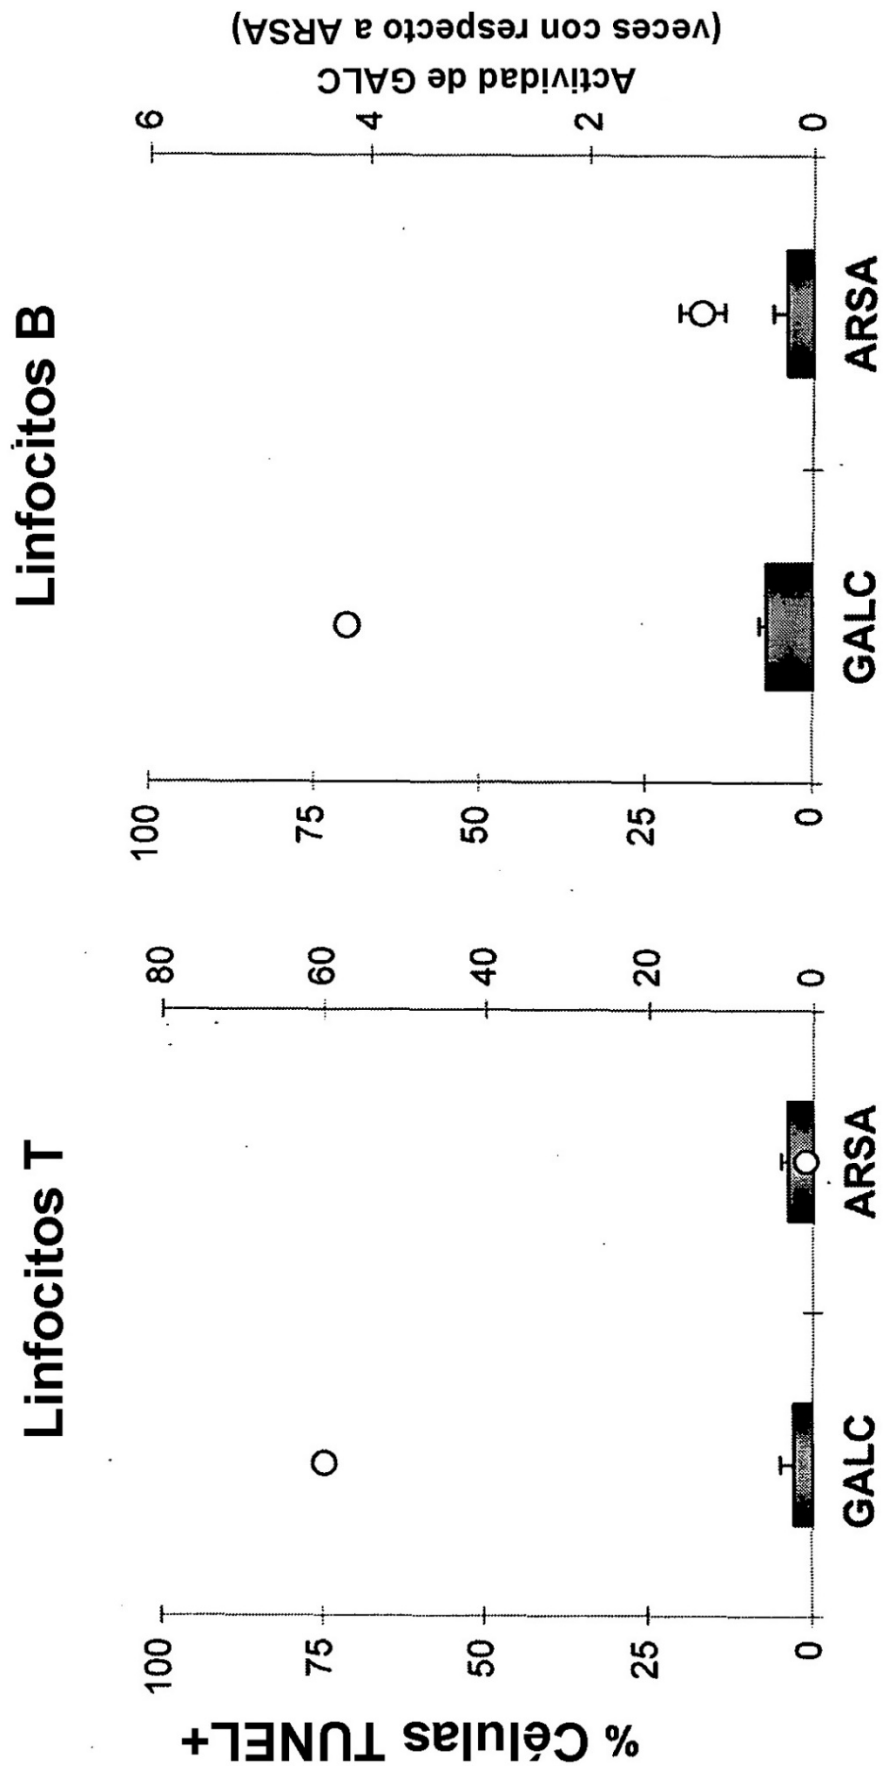 Linfocitos T
% Células TUNEL+
100
75
50
25
0
80
60
40
20
0
GALC
ARSA
Linfocitos B
100
75
50
25
0
6
4
2
0
Actividad de GALC
(veces con respecto a ARSA)
GALC
ARSA